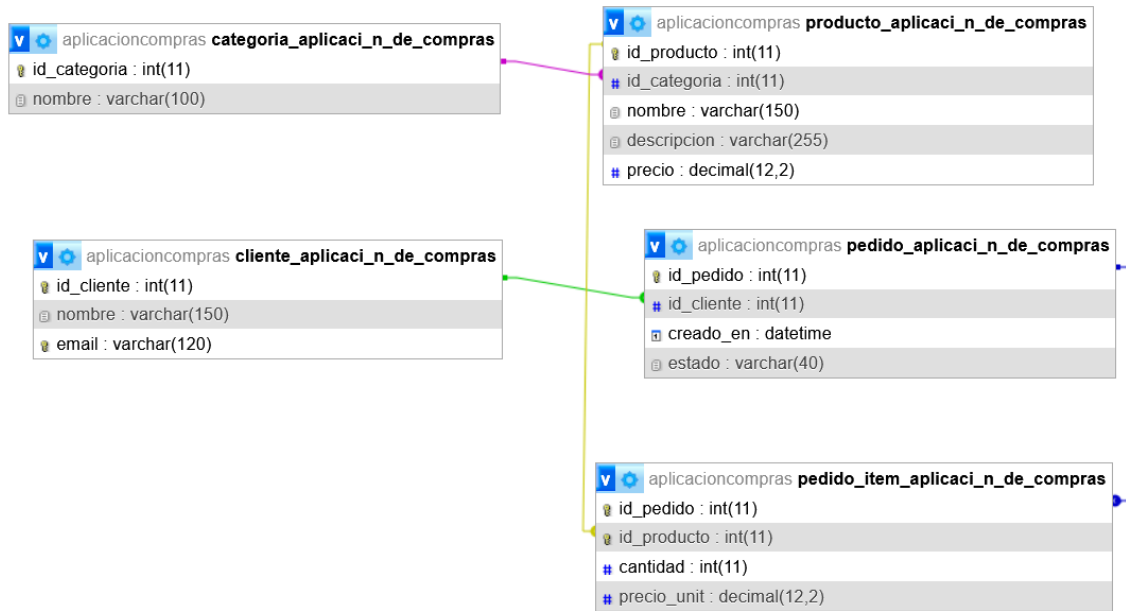 aplicacioncompras categoria_aplicaci_n_de_compras
id_categoria : int(11)
nombre : varchar(100)
aplicacioncompras producto_aplicaci_n_de_compras
id_producto : int(11)
id_categoria : int(11)
nombre : varchar(150)
descripcion : varchar(255)
precio : decimal(12,2)
aplicacioncompras cliente_aplicaci_n_de_compras
id_cliente : int(11)
nombre : varchar(150)
email : varchar(120)
aplicacioncompras pedido_aplicaci_n_de_compras
id_pedido : int(11)
id_cliente : int(11)
creado_en : datetime
estado : varchar(40)
aplicacioncompras pedido_item_aplicaci_n_de_compras
id_pedido : int(11)
id_producto : int(11)
cantidad : int(11)
precio_unit : decimal(12,2)